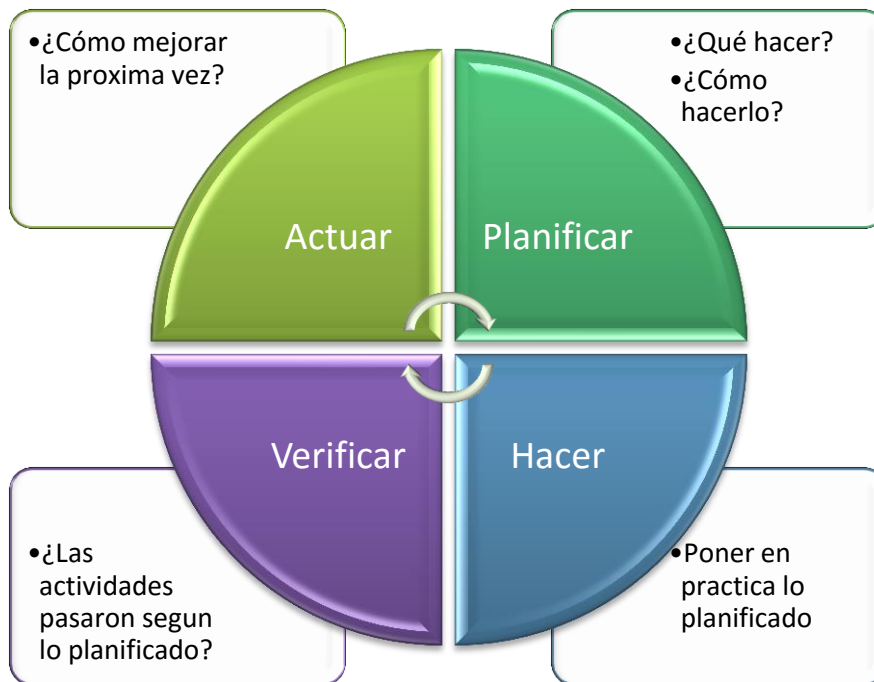 •¿Cómo mejorar
la proxima vez?
•¿Qué hacer?
•¿Cómo
hacerlo?
Actuar
Planificar
Verificar
Hacer
•¿Las
actividades
pasaron segun
lo planificado?
•Poner en
practica lo
planificado